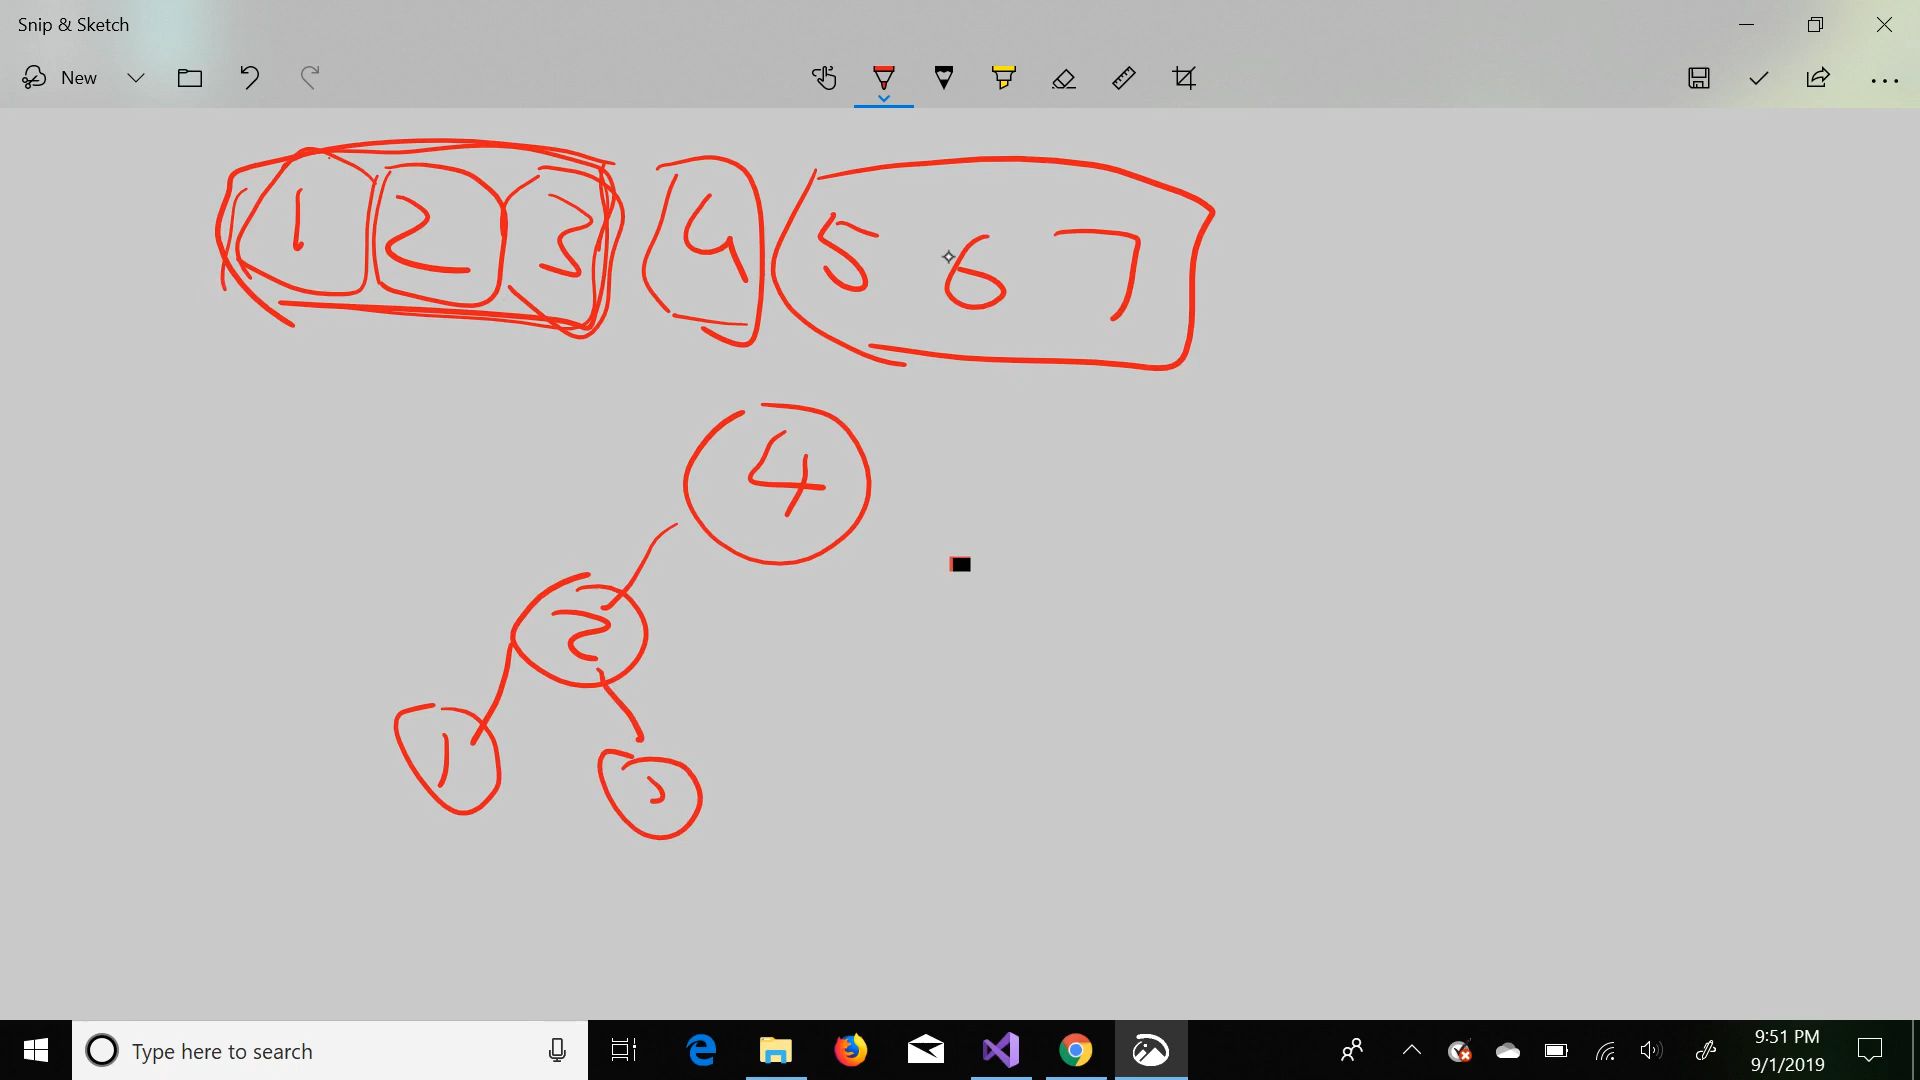 Snip & Sketch
New
1 2 3 4 5 6 7
4
2
1
Type here to search
9:51 PM
9/1/2019